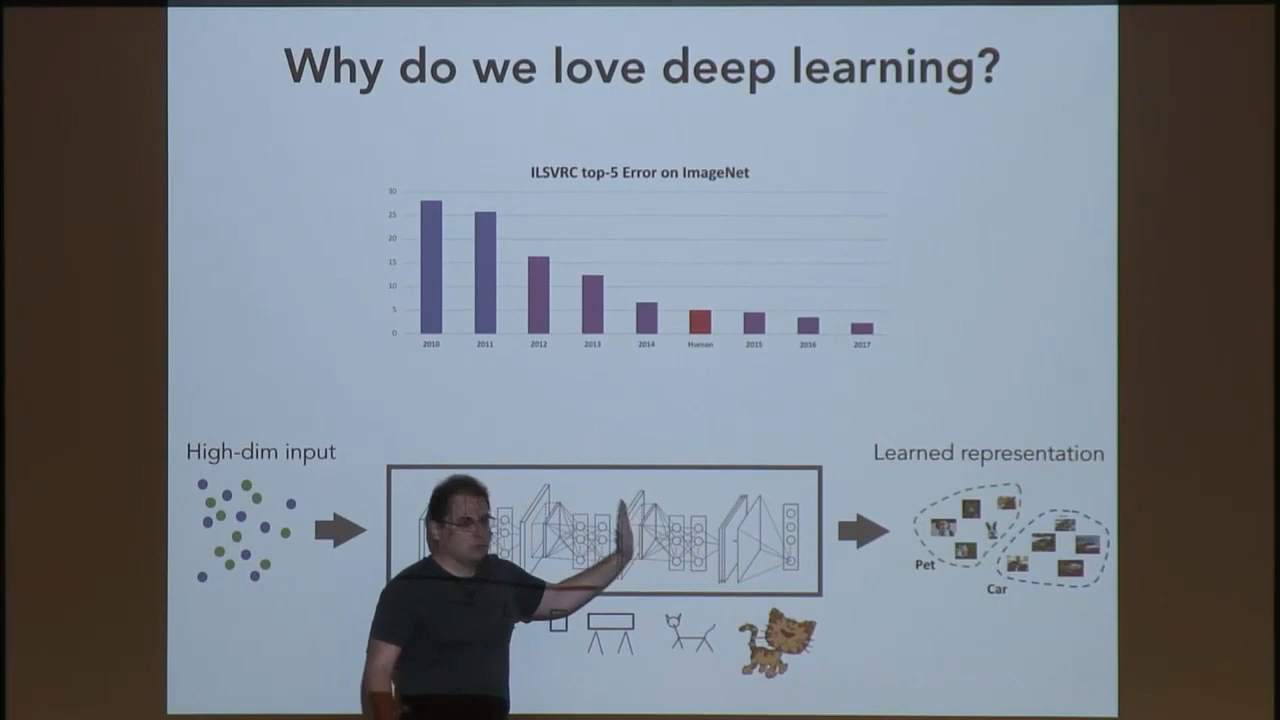 Why do we love deep learning?
ILSVRC top-5 Error on ImageNet
30
25
20
15
10
5
0
2010 2011 2012 2013 2014 Human 2015 2016 2017
High-dim input
Learned representation
Pet
Car